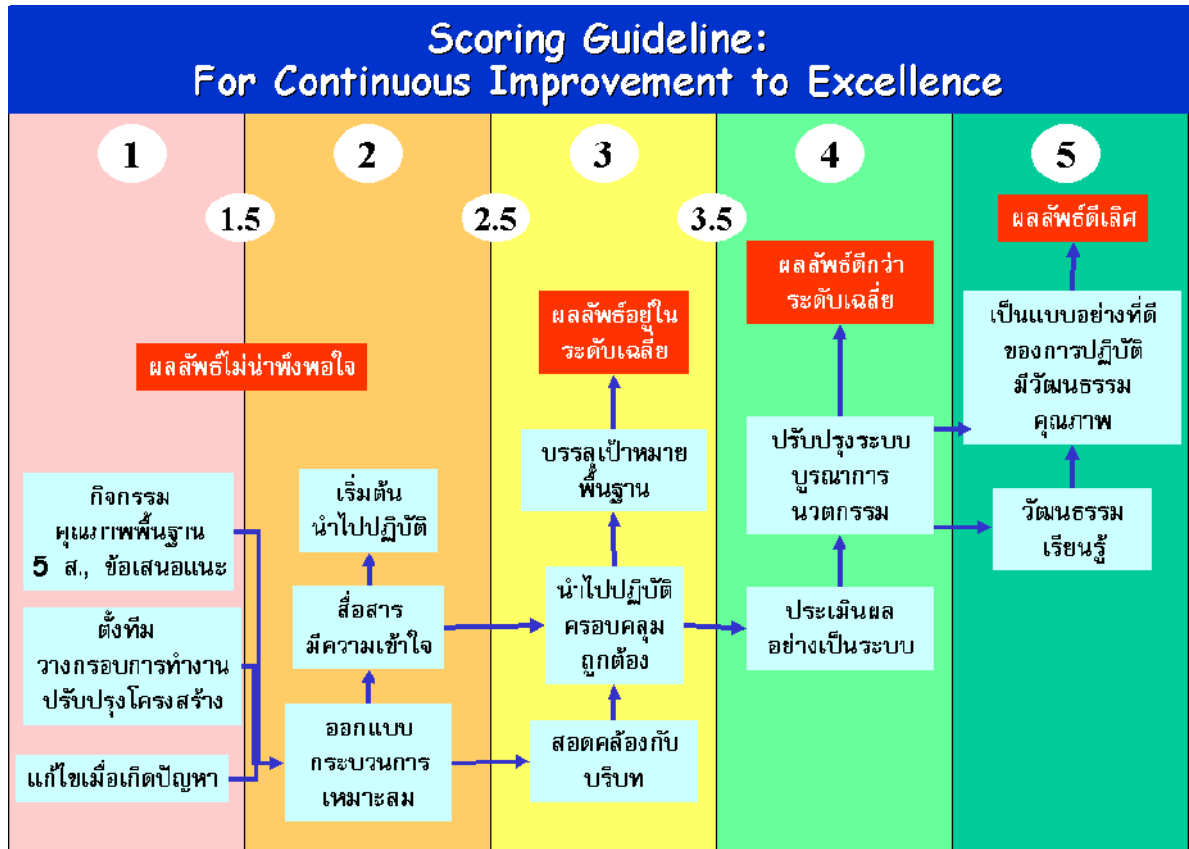 Scoring Guideline:
For Continuous Improvement to Excellence
1
1.5
2
2.5
3
3.5
4
5
ผลลัพธ์ไม่น่าพึงพอใจ
กิจกรรม
คุณภาพพื้นฐาน
5 ส., ข้อเสนอแนะ
ตั้งทีม
วางกรอบการทำงาน
ปรับปรุงโครงสร้าง
แก้ไขเมื่อเกิดปัญหา
เริ่มต้น
นำไปปฏิบัติ
สื่อสาร
มีความเข้าใจ
ออกแบบ
กระบวนการ
เหมาะสม
ผลลัพธ์อยู่ใน
ระดับเฉลี่ย
บรรลุเป้าหมาย
พื้นฐาน
นำไปปฏิบัติ
ครอบคลุม
ถูกต้อง
สอดคล้องกับ
บริบท
ผลลัพธ์ดีกว่า
ระดับเฉลี่ย
ปรับปรุงระบบ
บูรณาการ
นวตกรรม
ประเมินผล
อย่างเป็นระบบ
ผลลัพธ์ดีเลิศ
เป็นแบบอย่างที่ดี
ของการปฏิบัติ
มีวัฒนธรรม
คุณภาพ
วัฒนธรรม
เรียนรู้